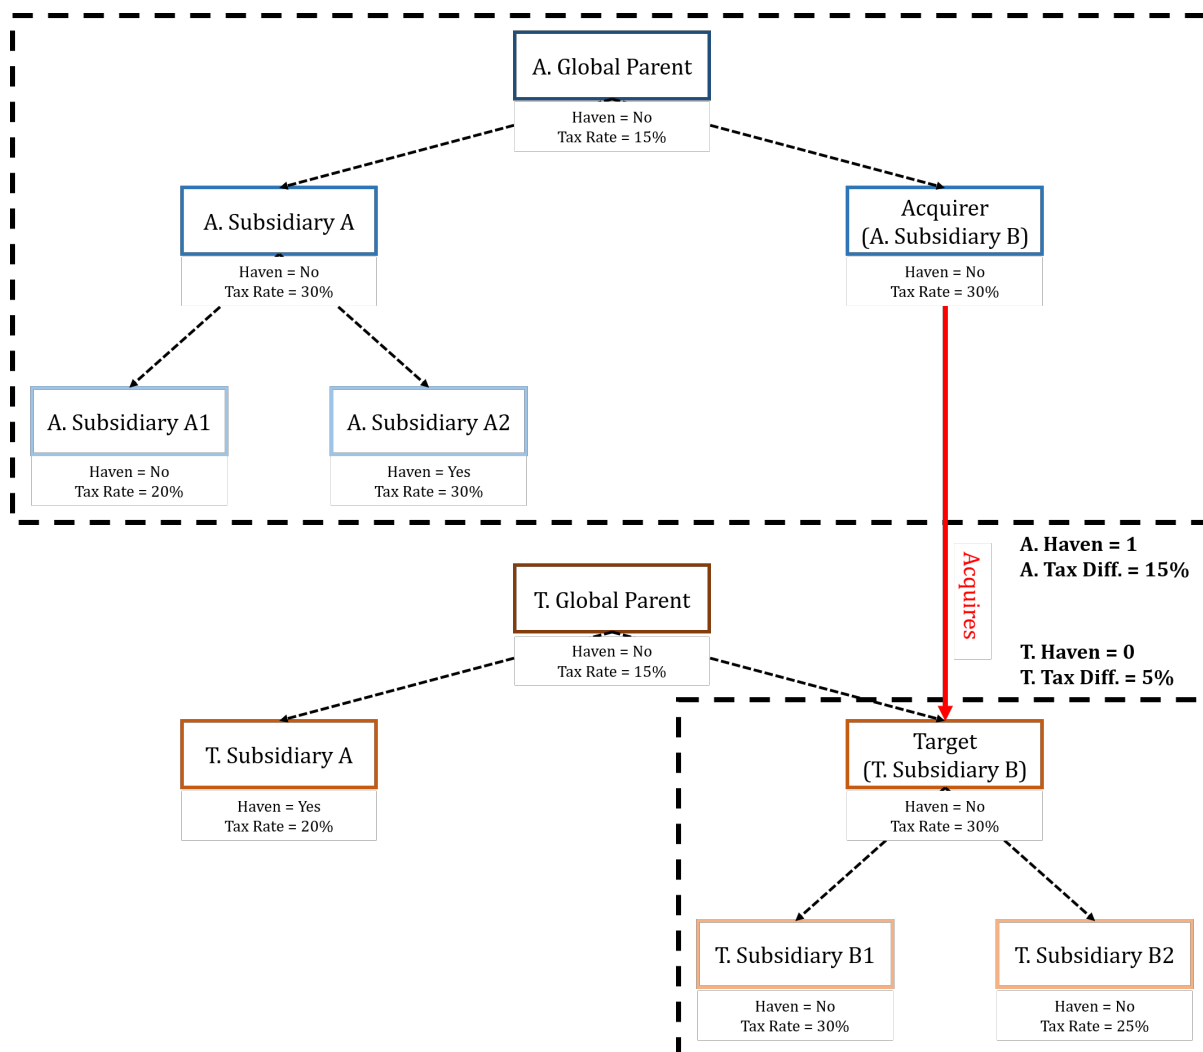 A. Global Parent
Haven = No
Tax Rate = 15%
A. Subsidiary A
Haven = No
Tax Rate = 30%
Acquirer
(A. Subsidiary B)
Haven = No
Tax Rate = 30%
A. Subsidiary A1
Haven = No
Tax Rate = 20%
A. Subsidiary A2
Haven = Yes
Tax Rate = 30%
Acquires
A. Haven = 1
A. Tax Diff. = 15%
T. Haven = 0
T. Tax Diff. = 5%
T. Global Parent
Haven = No
Tax Rate = 15%
T. Subsidiary A
Haven = Yes
Tax Rate = 20%
Target
(T. Subsidiary B)
Haven = No
Tax Rate = 30%
T. Subsidiary B1
Haven = No
Tax Rate = 30%
T. Subsidiary B2
Haven = No
Tax Rate = 25%